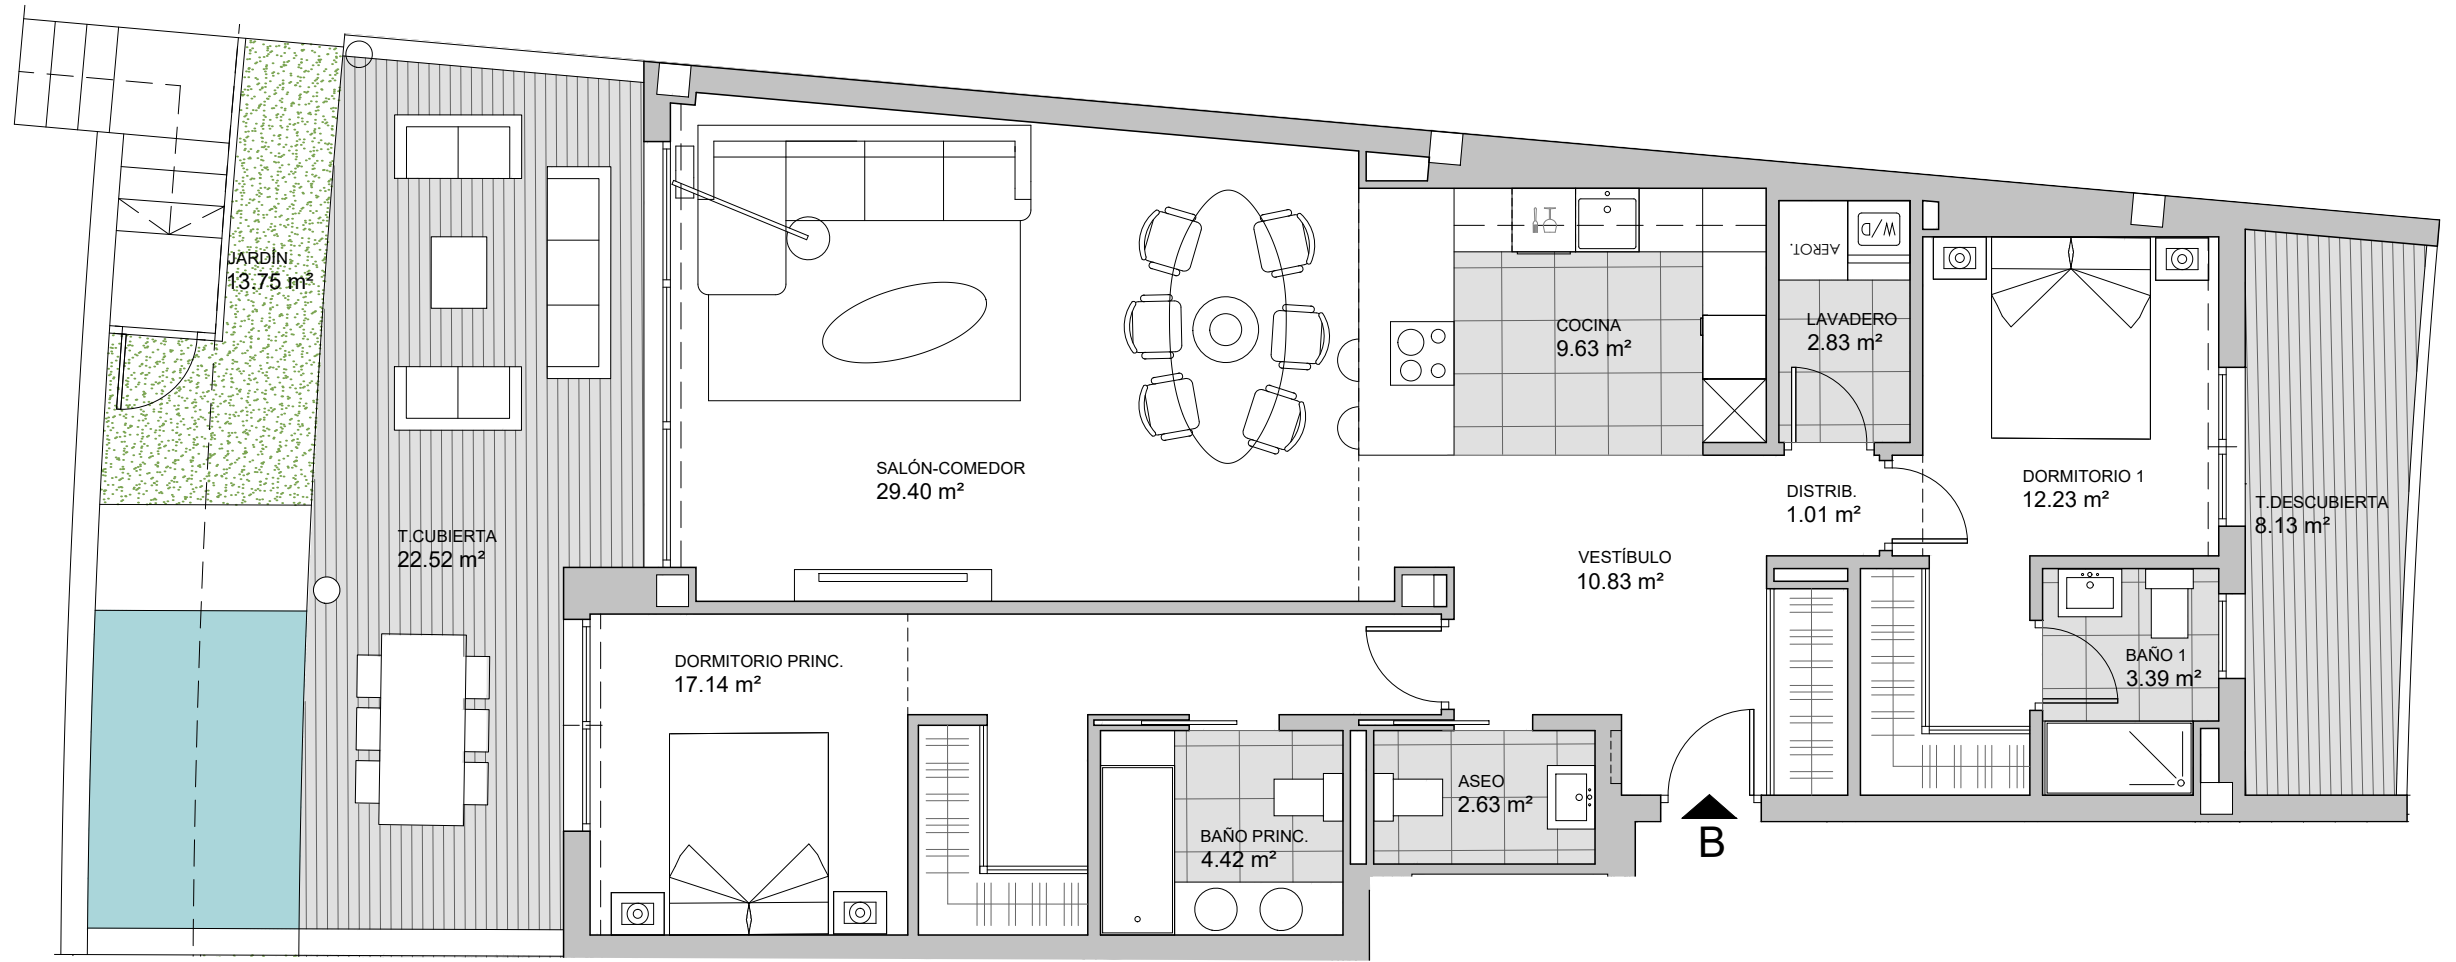 JARDÍN
13.75 m²
T.CUBIERTA
22.52 m²
SALÓN-COMEDOR
29.40 m²
COCINA
9.63 m²
AEROT.
W/D
LAVADERO
2.83 m²
DISTRIB.
1.01 m²
DORMITORIO 1
12.23 m²
T.DESCUBIERTA
8.13 m²
VESTÍBULO
10.83 m²
DORMITORIO PRINC.
17.14 m²
BAÑO 1
3.39 m²
BAÑO PRINC.
4.42 m²
ASEO
2.63 m²
B